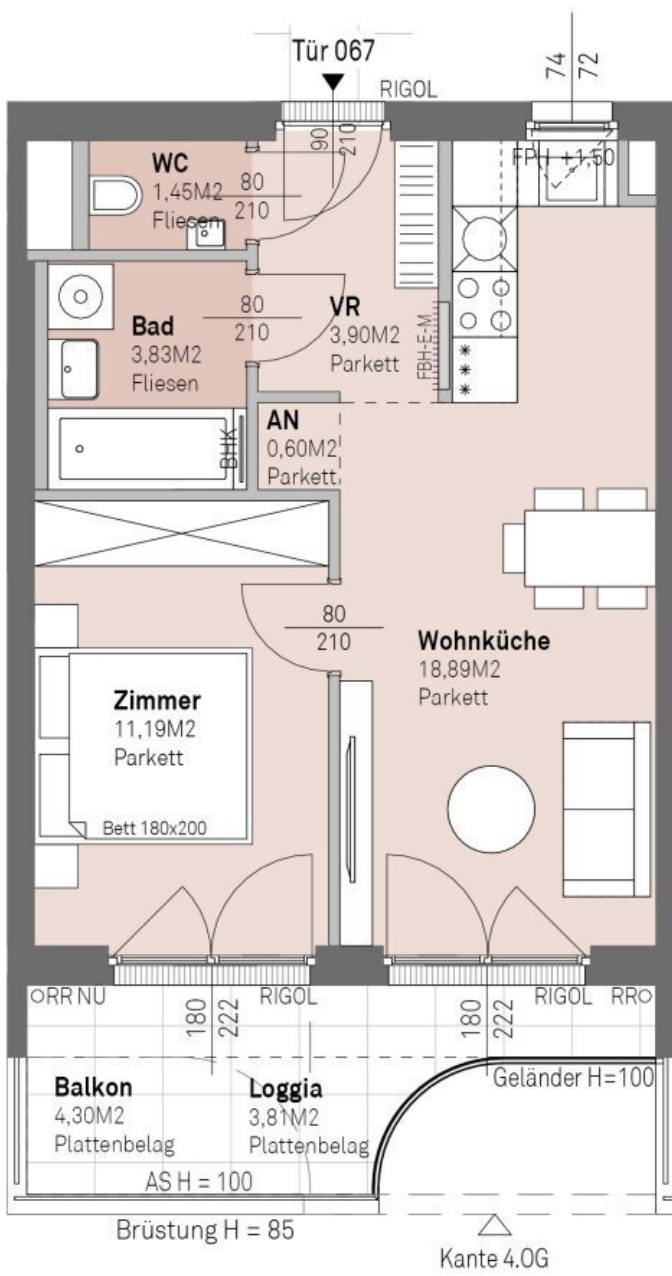 Tür 067
RIGOL
74
72
90
210
FPH +1,50
WC
1,45M2
Fliesen
80
210
Bad
3,83M2
Fliesen
80
210
VR
3,90M2
Parkett
FBH-E-M
AN
0,60M2
Parkett
BHK
80
210
Wohnküche
18,89M2
Parkett
Zimmer
11,19M2
Parkett
Bett 180x200
RR NU
180
222
RIGOL
180
222
RIGOL
RR
Geländer H=100
Balkon
4,30M2
Plattenbelag
Loggia
3,81M2
Plattenbelag
AS H = 100
Brüstung H = 85
Kante 4.OG